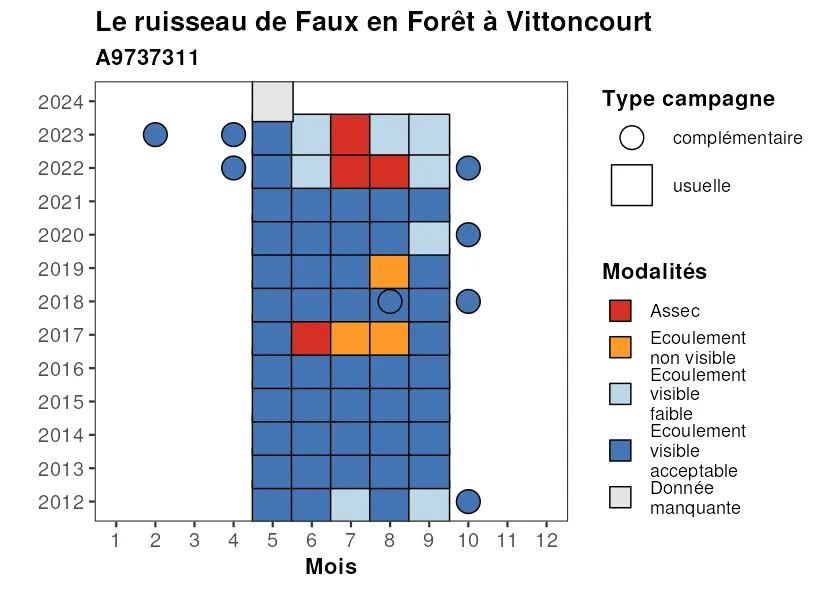 Le ruisseau de Faux en Forêt à Vittoncourt
A9737311
2024
2023
2022
2021
2020
2019
2018
2017
2016
2015
2014
2013
2012
1 2 3 4 5 6 7 8 9 10 11 12
Mois
Type campagne
complémentaire
usuelle
Modalités
Assec
Ecoulement
non visible
Ecoulement
visible
faible
Ecoulement
visible
acceptable
Donnée
manquante